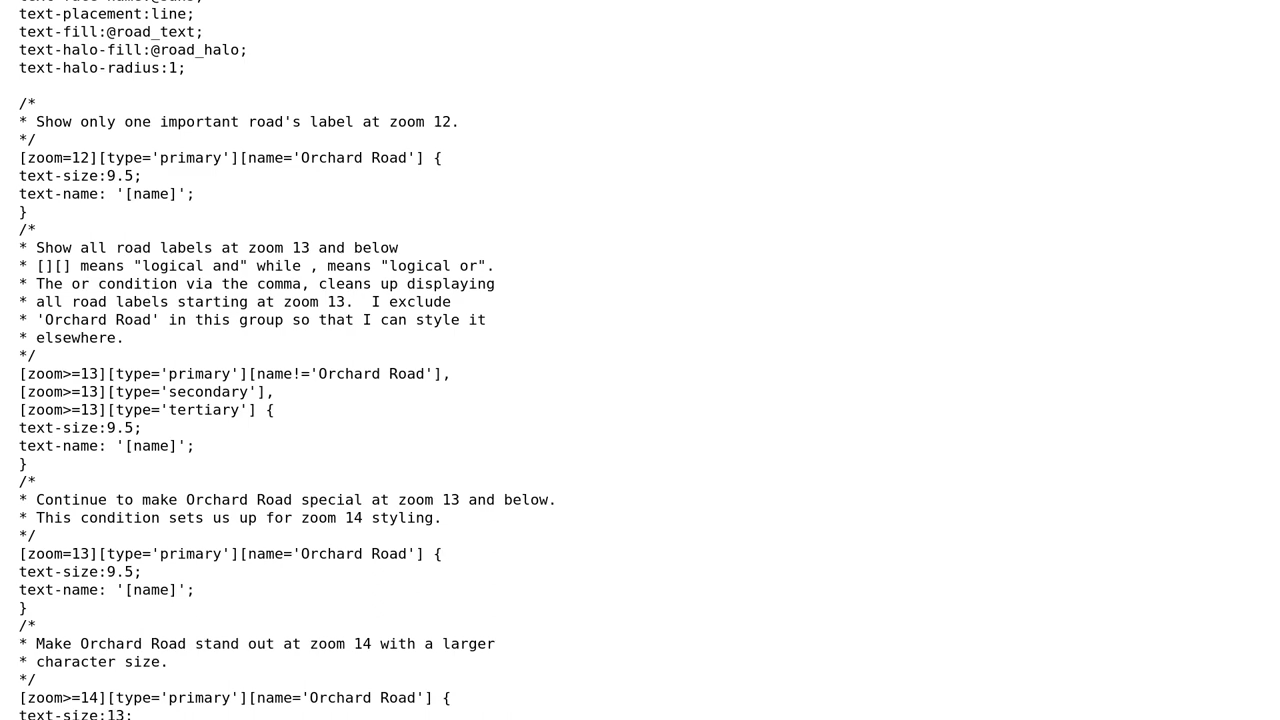 text-placement:line;
text-fill:@road_text;
text-halo-fill:@road_halo;
text-halo-radius:1;
/*
* Show only one important road's label at zoom 12.
*/
[zoom=12][type='primary'][name='Orchard Road'] {
text-size:9.5;
text-name: '[name]';
}
/*
* Show all road labels at zoom 13 and below
* [][] means "logical and" while , means "logical or".
* The or condition via the comma, cleans up displaying
* all road labels starting at zoom 13.  I exclude
* 'Orchard Road' in this group so that I can style it
* elsewhere.
*/
[zoom>=13][type='primary'][name!='Orchard Road'],
[zoom>=13][type='secondary'],
[zoom>=13][type='tertiary'] {
text-size:9.5;
text-name: '[name]';
}
/*
* Continue to make Orchard Road special at zoom 13 and below.
* This condition sets us up for zoom 14 styling.
*/
[zoom=13][type='primary'][name='Orchard Road'] {
text-size:9.5;
text-name: '[name]';
}
/*
* Make Orchard Road stand out at zoom 14 with a larger
* character size.
*/
[zoom>=14][type='primary'][name='Orchard Road'] {
text-size:13;